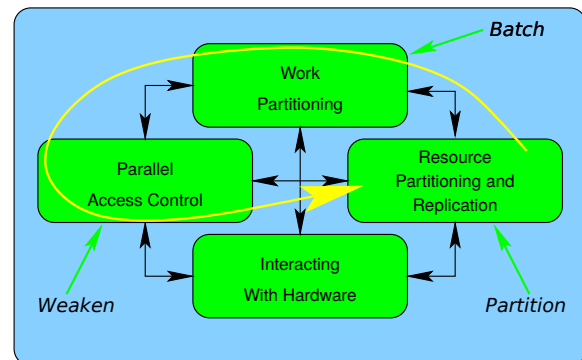 Batch
Work
Partitioning
Parallel
Access Control
Resource
Partitioning and
Replication
Interacting
With Hardware
Weaken
Partition